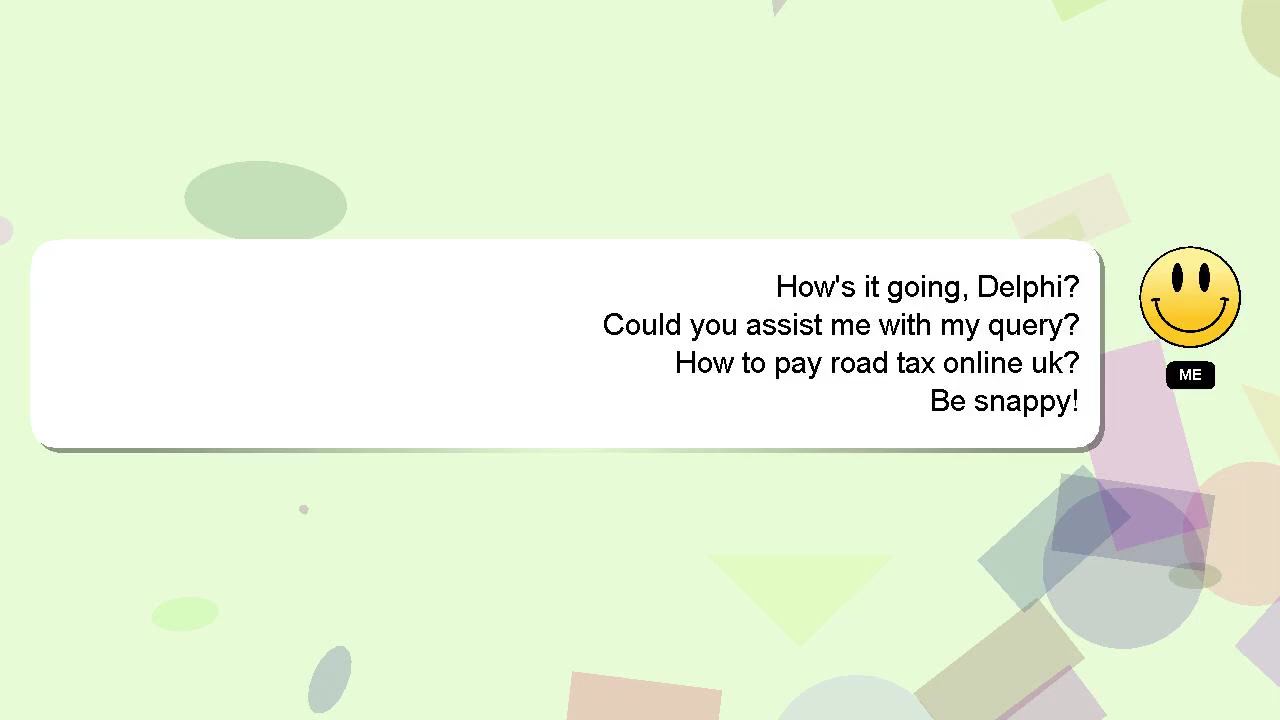 How's it going, Delphi?
Could you assist me with my query?
How to pay road tax online uk?
Be snappy!
ME